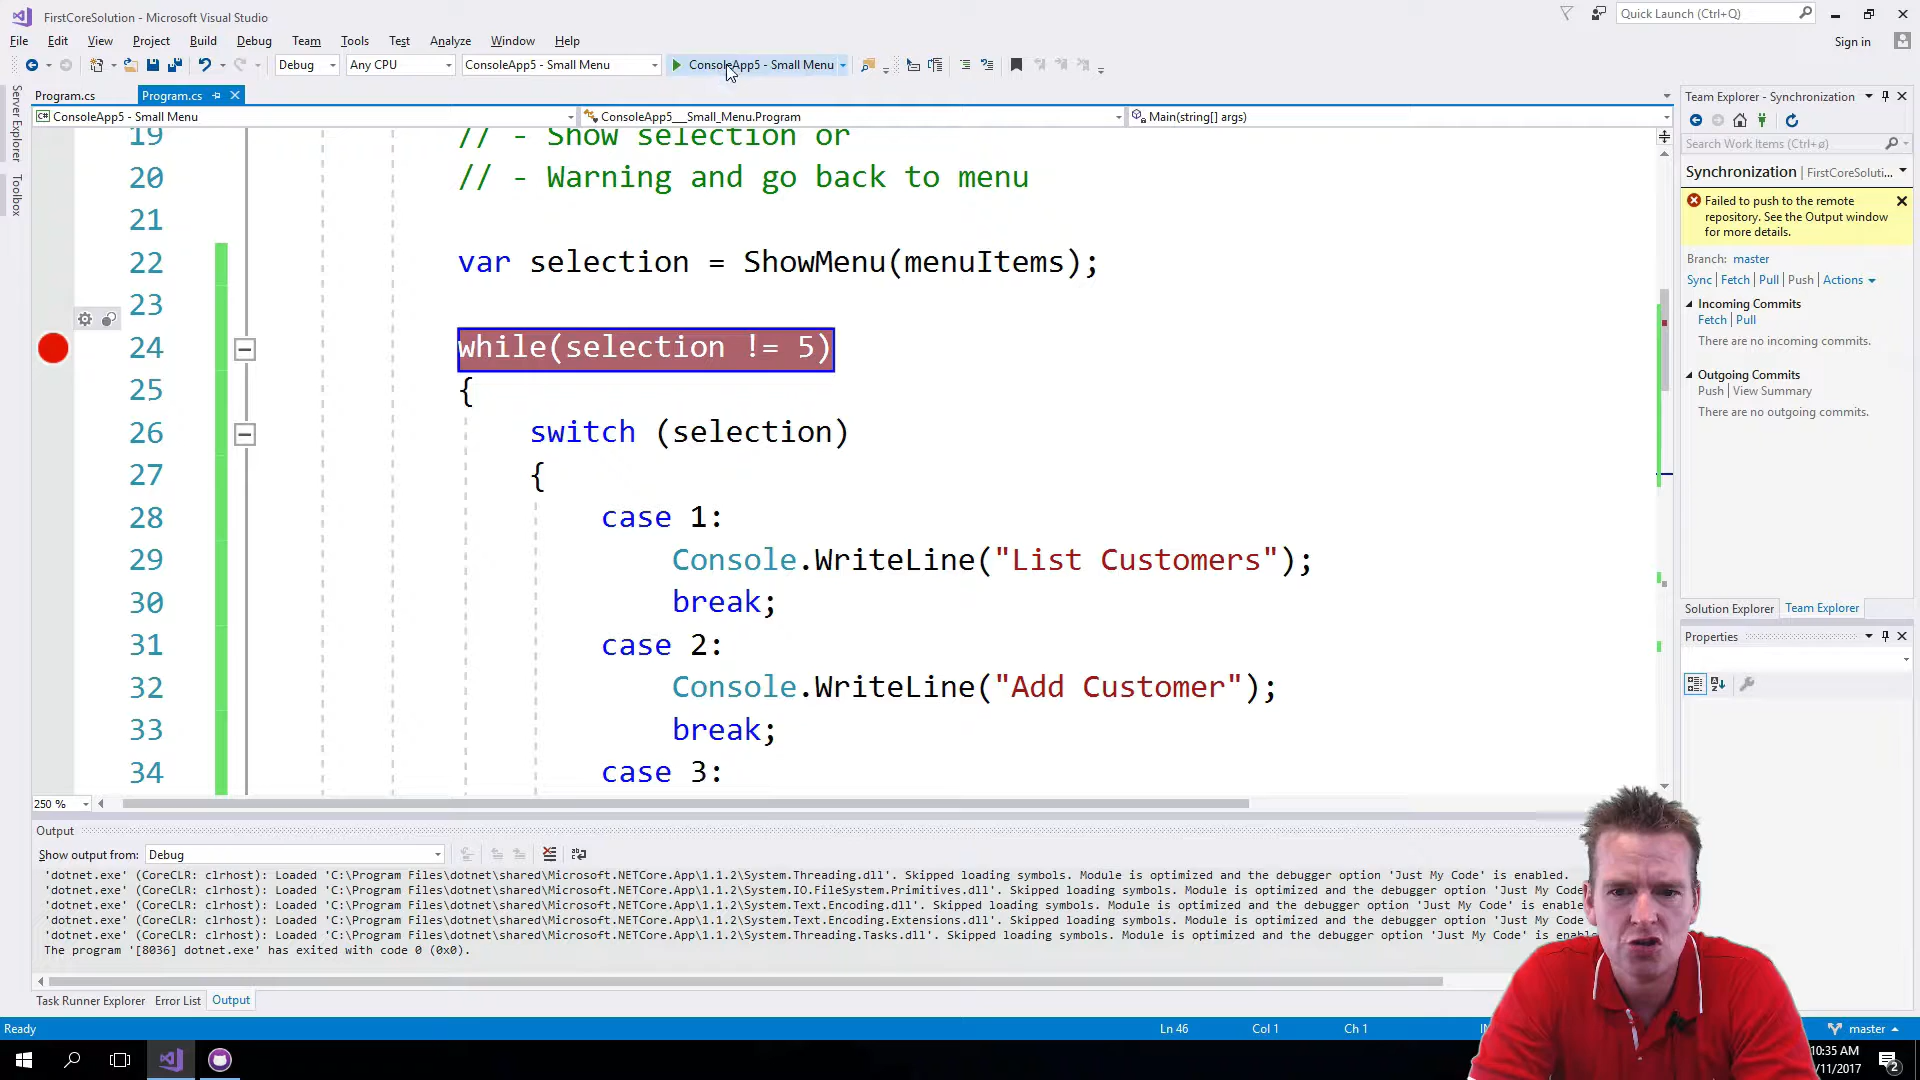 FirstCoreSolution - Microsoft Visual Studio
Quick Launch (Ctrl+Q)
File Edit View Project Build Debug Team Tools Test Analyze Window Help
Sign in
Debug Any CPU ConsoleApp5 - Small Menu ConsoleApp5 - Small Menu
Server Explorer
Toolbox
Program.cs Program.cs
ConsoleApp5 - Small Menu ConsoleApp5__Small_Menu.Program Main(string[] args)
19 // - Show selection or
20 // - Warning and go back to menu
21
22 var selection = ShowMenu(menuItems);
23
24 while(selection != 5)
25 {
26 switch (selection)
27 {
28 case 1:
29 Console.WriteLine("List Customers");
30 break;
31 case 2:
32 Console.WriteLine("Add Customer");
33 break;
34 case 3:
250 %
Team Explorer - Synchronization
Search Work Items (Ctrl+ø)
Synchronization | FirstCoreSoluti...
Failed to push to the remote
repository. See the Output window
for more details.
Branch: master
Sync | Fetch | Pull | Push | Actions
Incoming Commits
Fetch | Pull
There are no incoming commits.
Outgoing Commits
Push | View Summary
There are no outgoing commits.
Solution Explorer Team Explorer
Properties
Output
Show output from: Debug
'dotnet.exe' (CoreCLR: clrhost): Loaded 'C:\Program Files\dotnet\shared\Microsoft.NETCore.App\1.1.2\System.Threading.dll'. Skipped loading symbols. Module is optimized and the debugger option 'Just My Code' is enabled.
'dotnet.exe' (CoreCLR: clrhost): Loaded 'C:\Program Files\dotnet\shared\Microsoft.NETCore.App\1.1.2\System.IO.FileSystem.Primitives.dll'. Skipped loading symbols. Module is optimized and the debugger option 'Just My Code
'dotnet.exe' (CoreCLR: clrhost): Loaded 'C:\Program Files\dotnet\shared\Microsoft.NETCore.App\1.1.2\System.Text.Encoding.dll'. Skipped loading symbols. Module is optimized and the debugger option 'Just My Code' is enable
'dotnet.exe' (CoreCLR: clrhost): Loaded 'C:\Program Files\dotnet\shared\Microsoft.NETCore.App\1.1.2\System.Text.Encoding.Extensions.dll'. Skipped loading symbols. Module is optimized and the debugger option 'Just My Code
'dotnet.exe' (CoreCLR: clrhost): Loaded 'C:\Program Files\dotnet\shared\Microsoft.NETCore.App\1.1.2\System.Threading.Tasks.dll'. Skipped loading symbols. Module is optimized and the debugger option 'Just My Code' is enab
The program '[8036] dotnet.exe' has exited with code 0 (0x0).
Task Runner Explorer Error List Output
Ready Ln 46 Col 1 Ch 1 master
10:35 AM
/11/2017
2